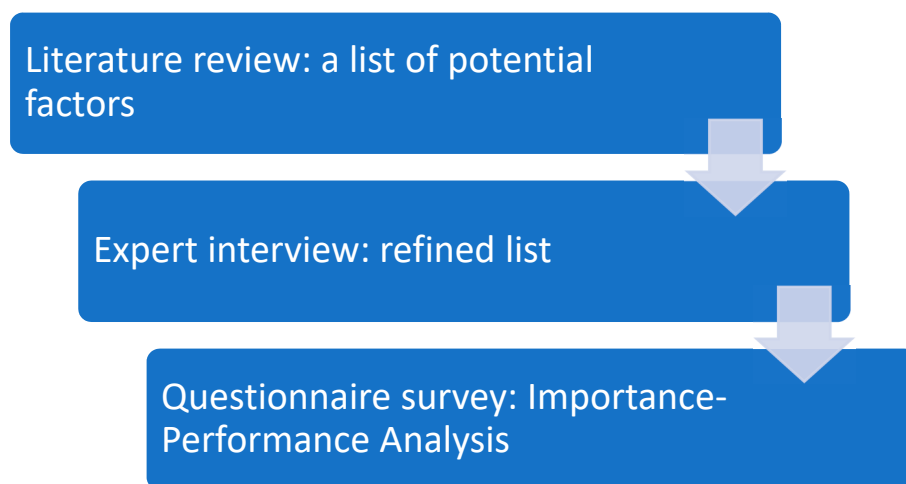 Literature review: a list of potential
factors
Expert interview: refined list
Questionnaire survey: Importance-
Performance Analysis